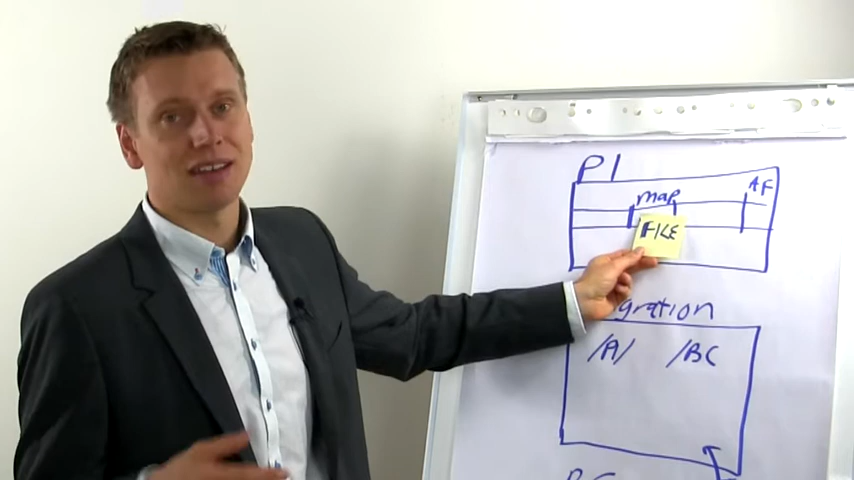 PI
AF
map
FILE
gration
/A/ /BC